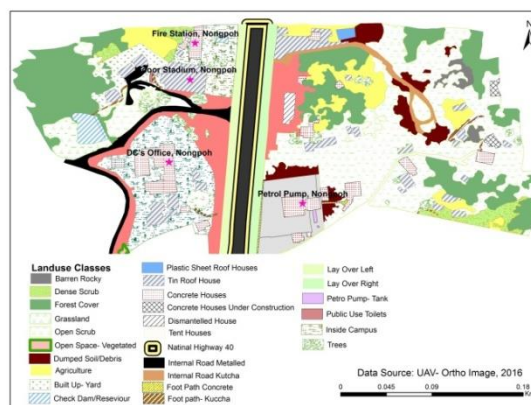 N
Fire Station, Nongpoh
door Stadium, Nongpoh
DC's Office, Nongpoh
Petrol Pump, Nongpoh
Landuse Classes
Barren Rocky
Dense Scrub
Forest Cover
Grassland
Open Scrub
Open Space- Vegetated
Dumped Soil/Debris
Agriculture
Built Up- Yard
Check Dam/Reseviour
Plastic Sheet Roof Houses
Tin Roof House
Concrete Houses
Concrete Houses Under Construction
Dismantelled House
Tent Houses
Natinal Highway 40
Internal Road Metalled
Internal Road Kutcha
Foot Path Concrete
Foot path- Kuccha
Lay Over Left
Lay Over Right
Petro Pump- Tank
Public Use Toilets
Inside Campus
Trees
Data Source: UAV- Ortho Image, 2016
0 0.045 0.09 0.18